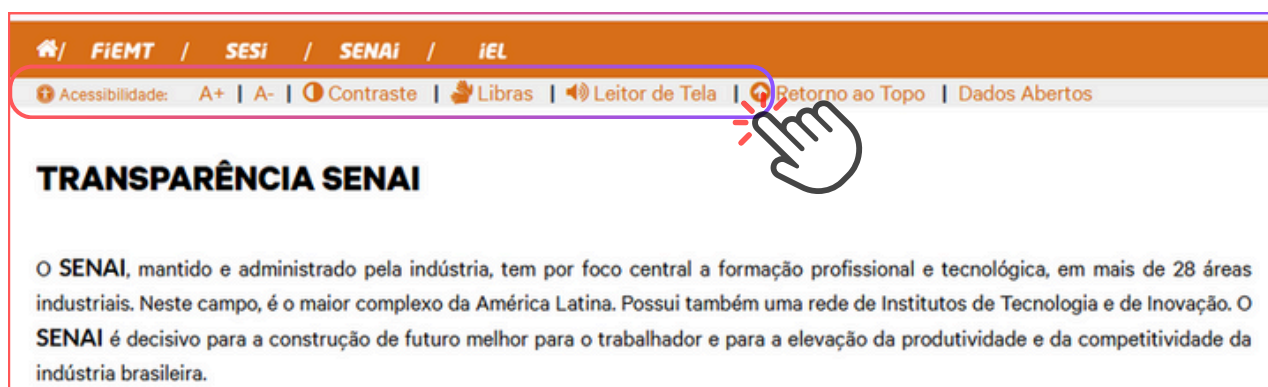 / FiEMT / SESi / SENAi / iEL
Acessibilidade: A+ | A- | Contraste | Libras | Leitor de Tela | Retorno ao Topo | Dados Abertos
TRANSPARÊNCIA SENAI
O SENAI, mantido e administrado pela indústria, tem por foco central a formação profissional e tecnológica, em mais de 28 áreas
industriais. Neste campo, é o maior complexo da América Latina. Possui também uma rede de Institutos de Tecnologia e de Inovação. O
SENAI é decisivo para a construção de futuro melhor para o trabalhador e para a elevação da produtividade e da competitividade da
indústria brasileira.